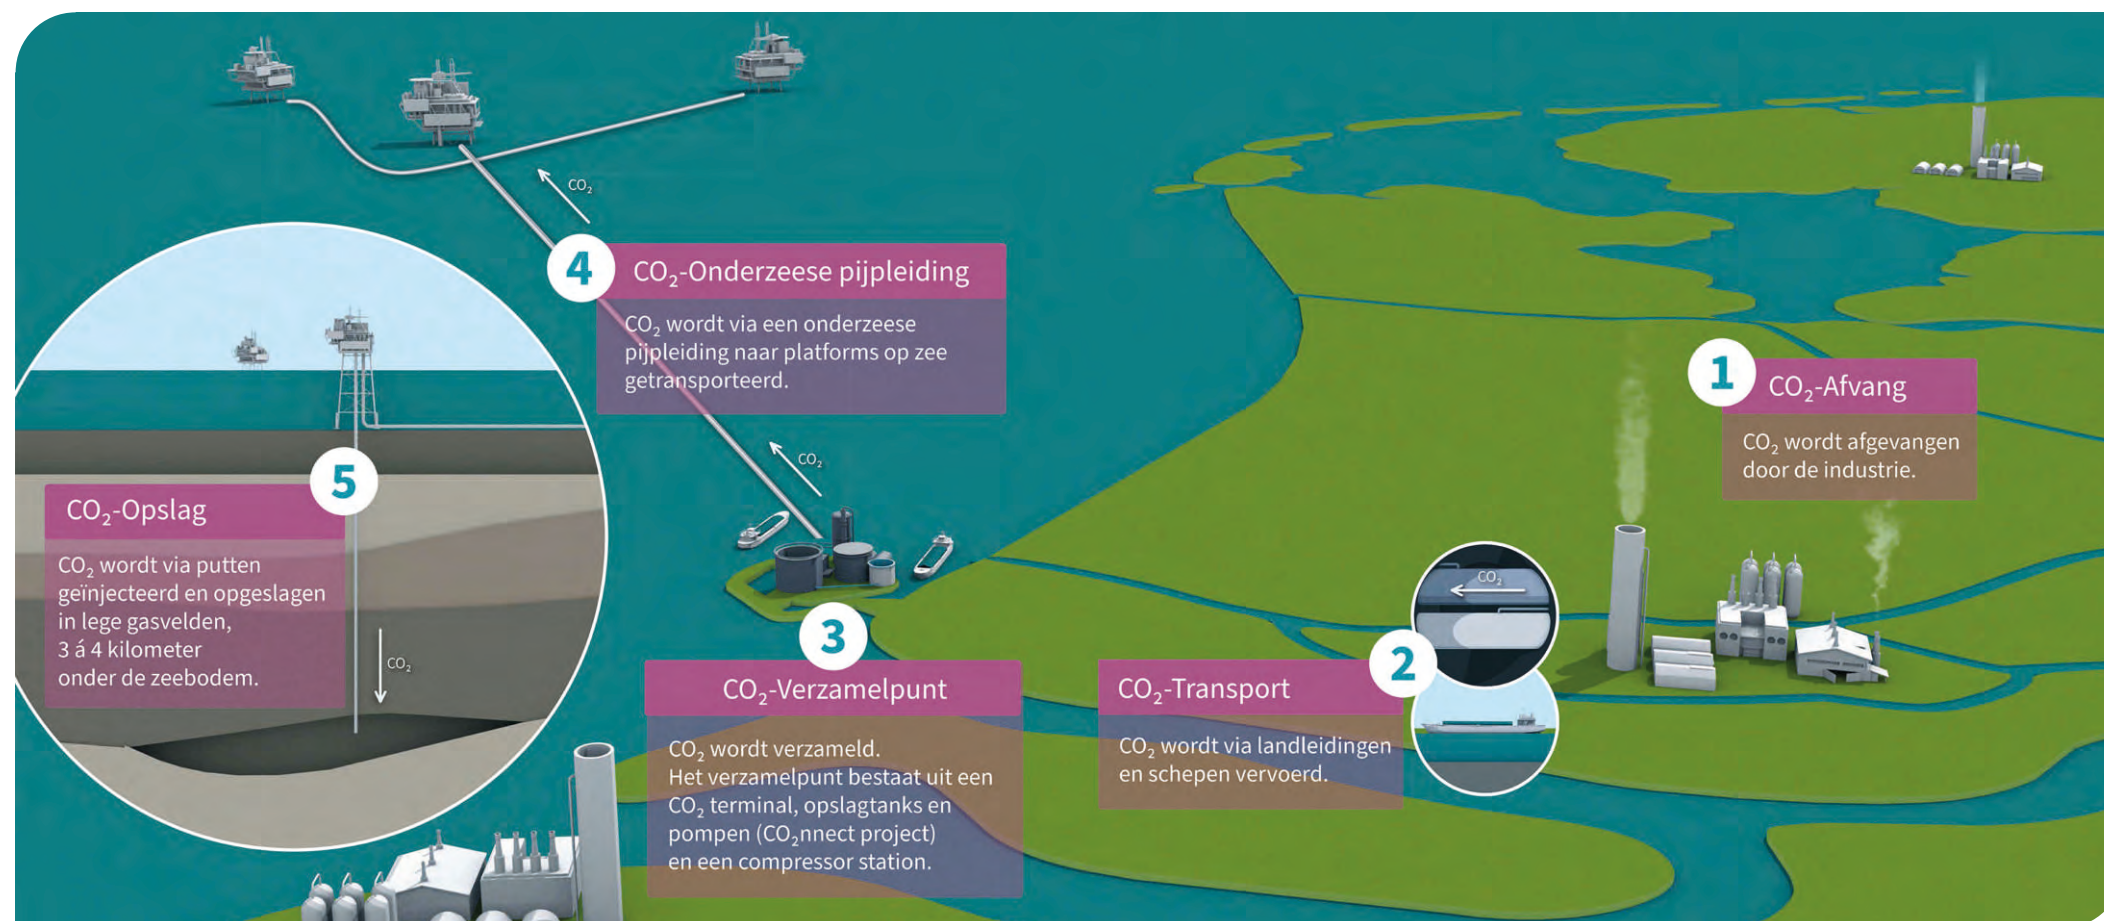 1
CO₂-Afvang
CO₂ wordt afgevangen
door de industrie.
CO₂
2
CO₂-Transport
CO₂ wordt via landleidingen
en schepen vervoerd.
3
CO₂-Verzamelpunt
CO₂ wordt verzameld.
Het verzamelpunt bestaat uit een
CO₂ terminal, opslagtanks en
pompen (CO₂nnect project)
en een compressor station.
CO₂
4
CO₂-Onderzeese pijpleiding
CO₂ wordt via een onderzeese
pijpleiding naar platforms op zee
getransporteerd.
CO₂
5
CO₂-Opslag
CO₂ wordt via putten
geïnjecteerd en opgeslagen
in lege gasvelden,
3 á 4 kilometer
onder de zeebodem.
CO₂